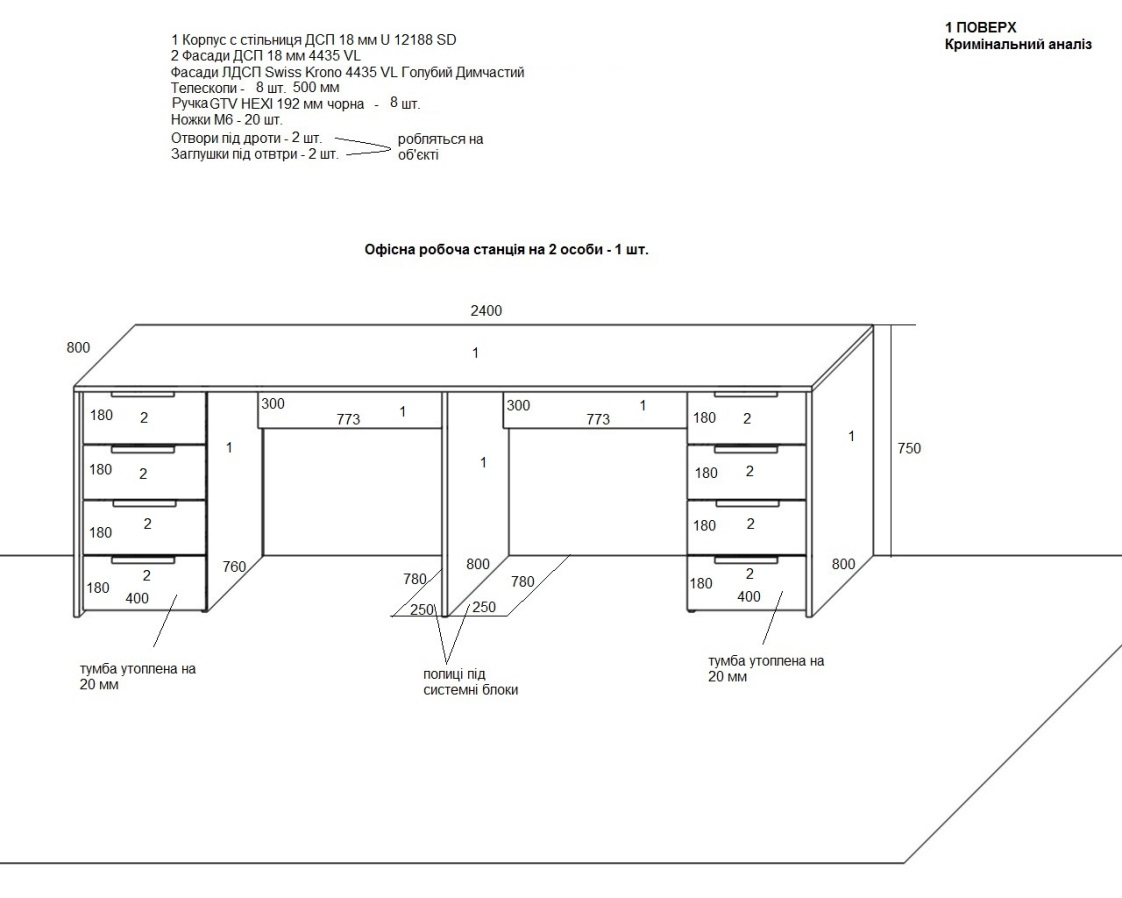 1 ПОВЕРХ
Кримінальний аналіз
1 Корпус с стільниця ДСП 18 мм U 12188 SD
2 Фасади ДСП 18 мм 4435 VL
Фасади ЛДСП Swiss Krono 4435 VL Голубий Димчастий
Телескопи - 8 шт. 500 мм
Ручка GTV HEXI 192 мм чорна - 8 шт.
Ножки М6 - 20 шт.
Отвори під дроти - 2 шт.
Заглушки під отвтри - 2 шт.
робляться на
об'єкті
Офісна робоча станція на 2 особи - 1 шт.
2400
800
1
180 2
300
773
1
300
773
1
180 2
1
1
1
750
180 2
180 2
180 2
180 2
760
780
800
780
800
180
2
400
250
250
180
2
400
тумба утоплена на
20 мм
полиці під
системні блоки
тумба утоплена на
20 мм